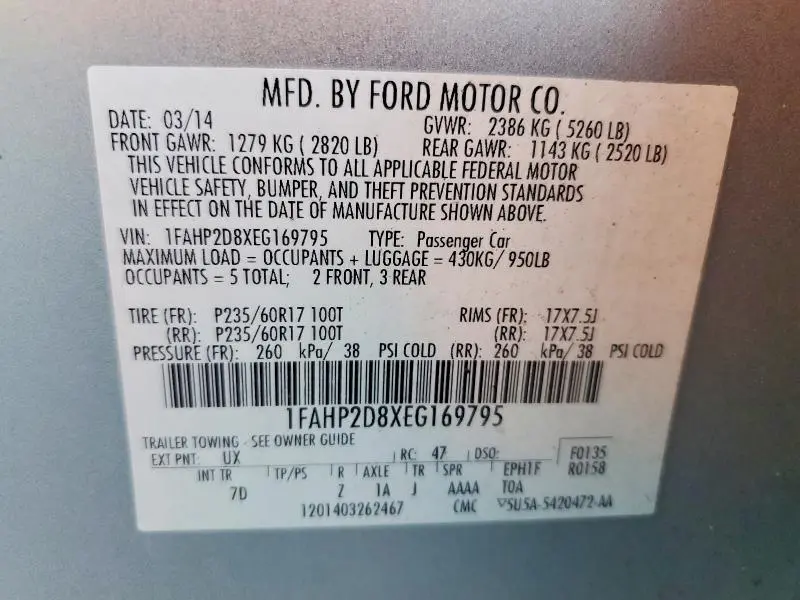 MFD. BY FORD MOTOR CO.
DATE: 03/14 GVWR: 2386 KG ( 5260 LB)
FRONT GAWR: 1279 KG ( 2820 LB) REAR GAWR: 1143 KG ( 2520 LB)
THIS VEHICLE CONFORMS TO ALL APPLICABLE FEDERAL MOTOR
VEHICLE SAFETY, BUMPER, AND THEFT PREVENTION STANDARDS
IN EFFECT ON THE DATE OF MANUFACTURE SHOWN ABOVE.
VIN: 1FAHP2D8XEG169795 TYPE: Passenger Car
MAXIMUM LOAD = OCCUPANTS + LUGGAGE = 430KG/ 950LB
OCCUPANTS = 5 TOTAL; 2 FRONT, 3 REAR
TIRE (FR): P235/60R17 100T RIMS (FR): 17X7.5J
(RR): P235/60R17 100T (RR): 17X7.5J
PRESSURE (FR): 260 kPa/ 38 PSI COLD (RR): 260 kPa/ 38 PSI COLD
1FAHP2D8XEG169795
TRAILER TOWING - SEE OWNER GUIDE
EXT PNT: UX RC: 47 DSO: F0135
R0158
INT TR TP/PS R AXLE TR SPR EPH1F
7D Z 1A J AAAA TOA
1201403262467 CMC 5U5A-5420472-AA